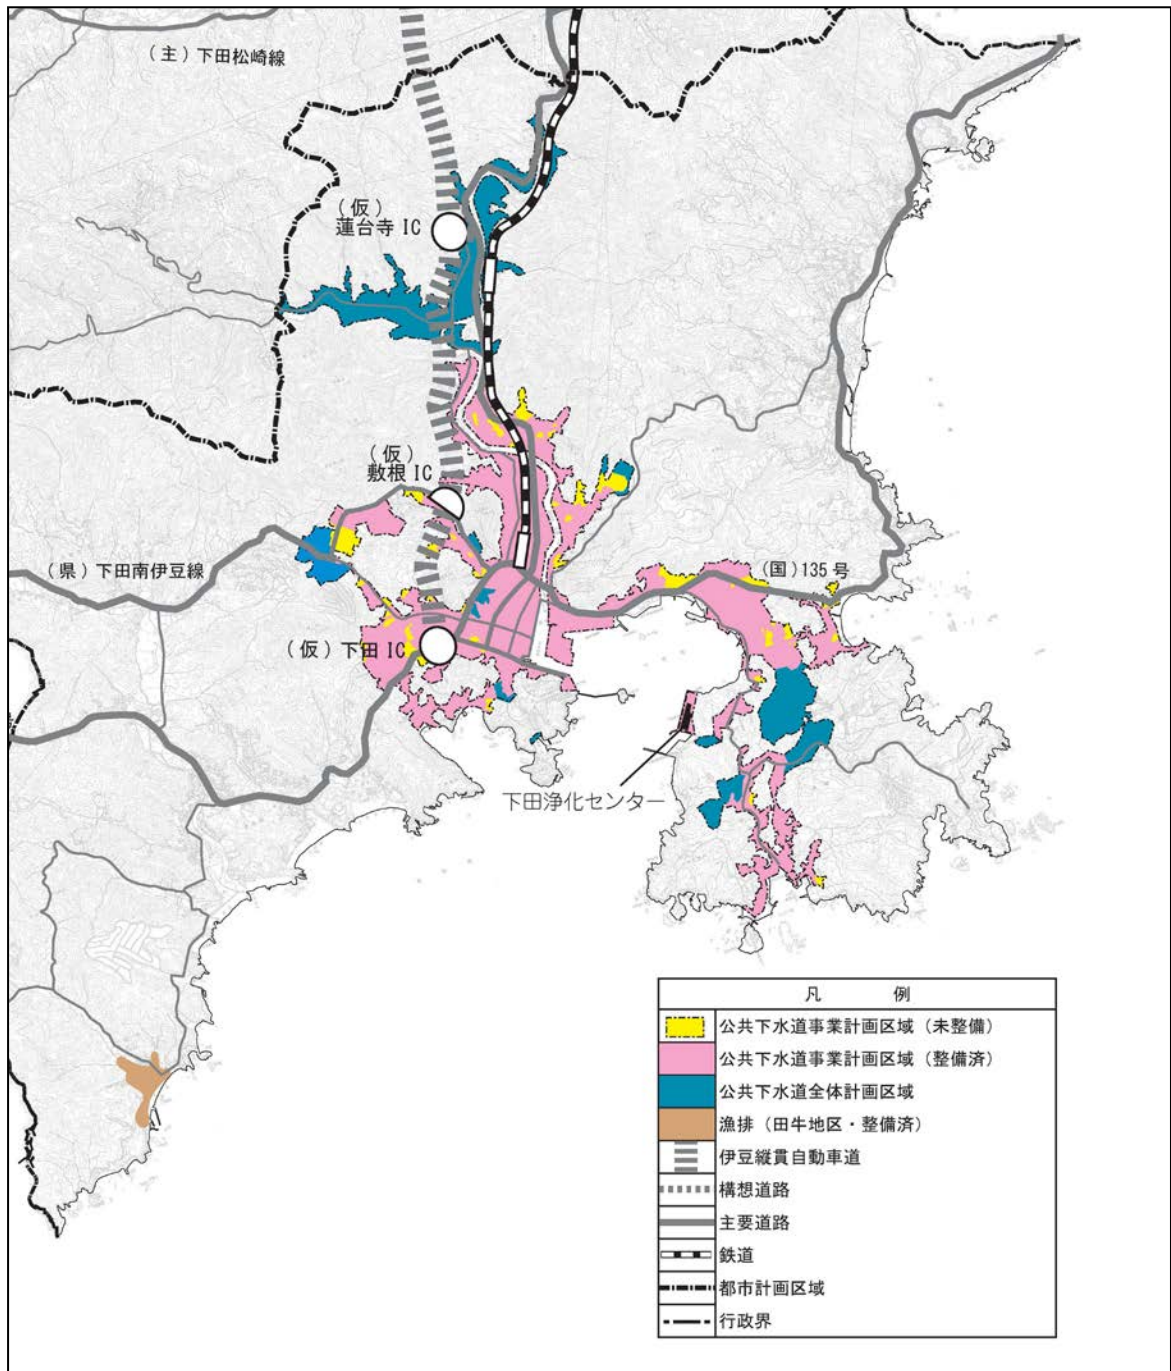 (主)下田松崎線
(仮)
蓮台寺 IC
(仮)
敷根 IC
(県)下田南伊豆線
(国)135号
(仮)下田 IC
下田浄化センター
凡　例
公共下水道事業計画区域（未整備）
公共下水道事業計画区域（整備済）
公共下水道全体計画区域
漁排（田牛地区・整備済）
伊豆縦貫自動車道
構想道路
主要道路
鉄道
都市計画区域
行政界